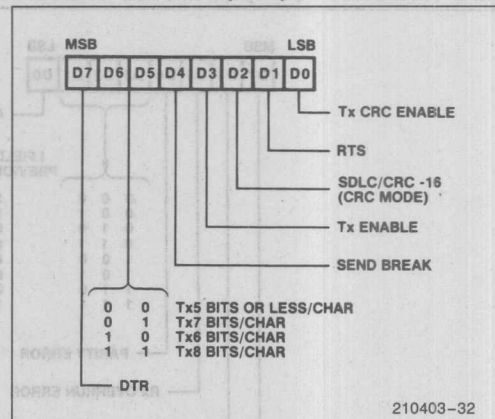 MSB LSB
D7 D6 D5 D4 D3 D2 D1 D0
Tx CRC ENABLE
RTS
SDLC/CRC -16
(CRC MODE)
Tx ENABLE
SEND BREAK
0 0 Tx5 BITS OR LESS/CHAR
0 1 Tx7 BITS/CHAR
1 0 Tx6 BITS/CHAR
1 1 Tx8 BITS/CHAR
DTR
210403-32